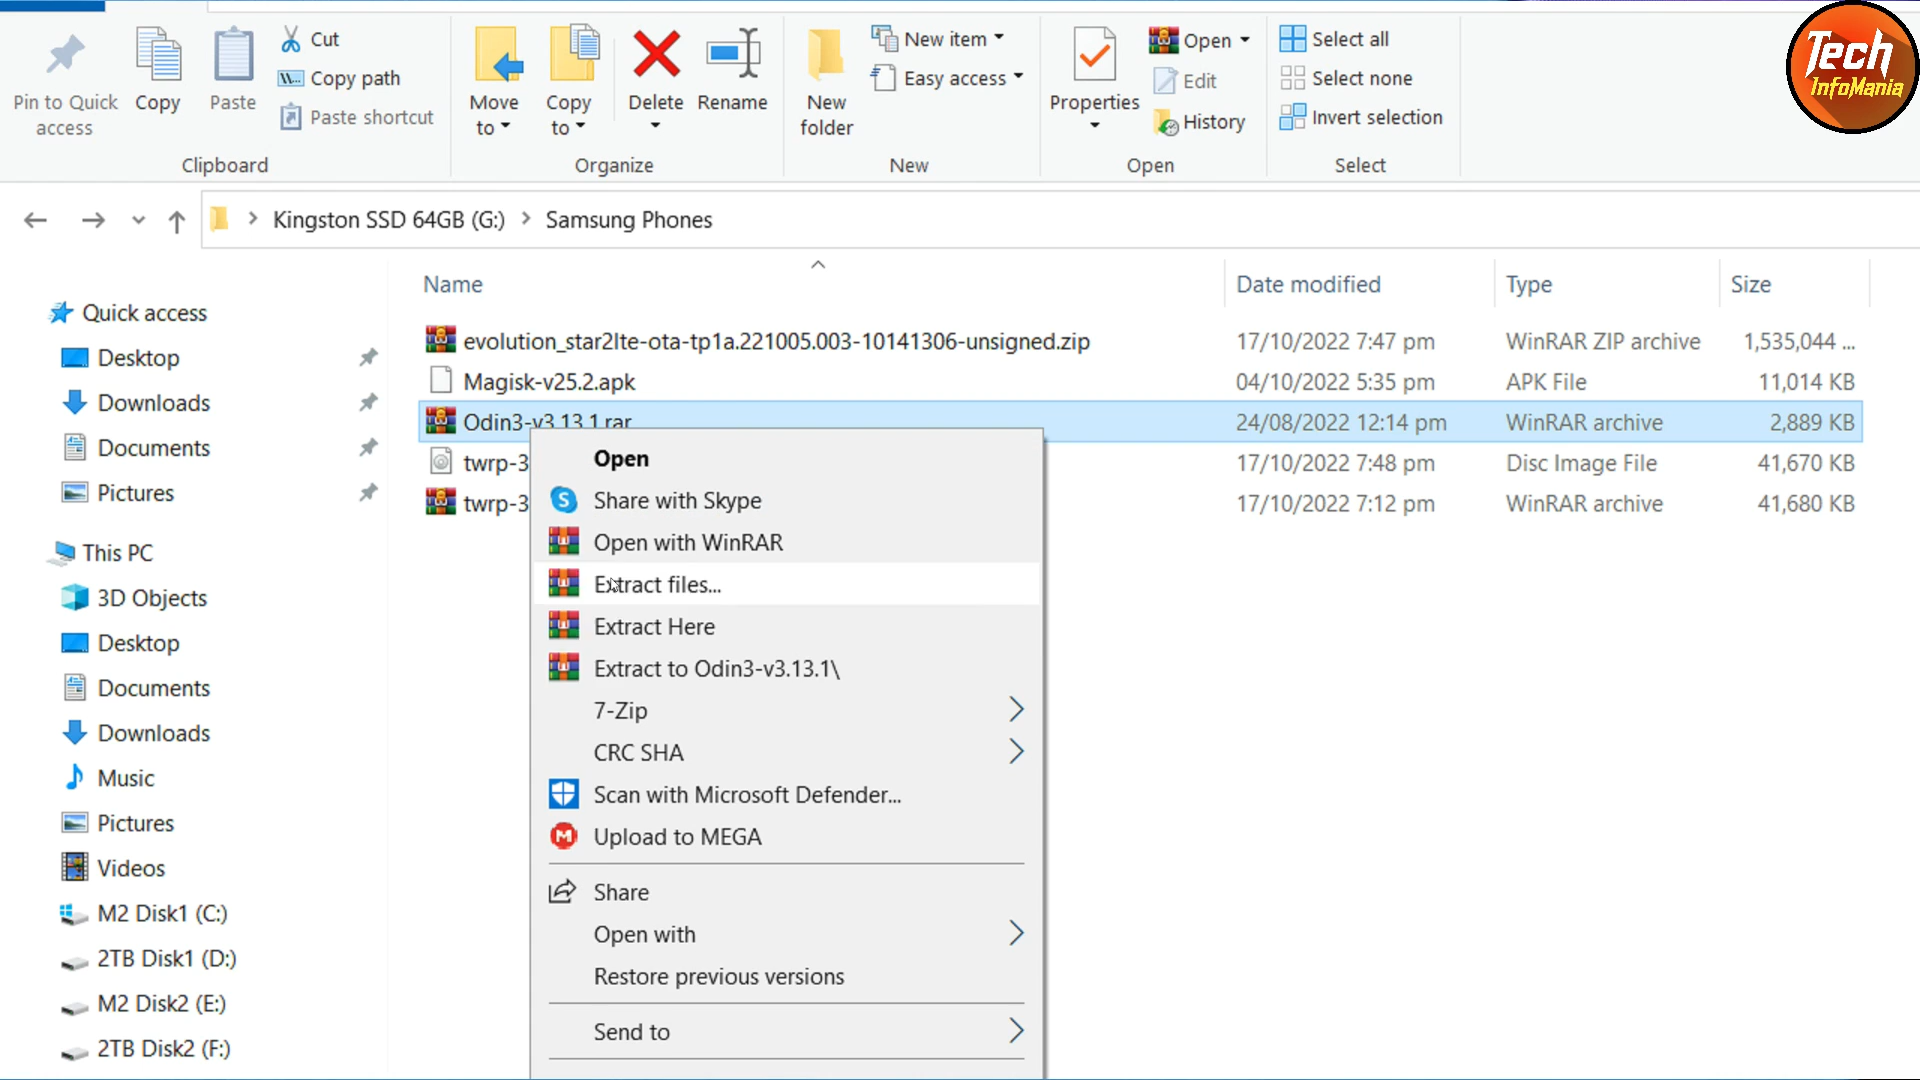 Pin to Quick access
Copy
Paste
Cut
Copy path
Paste shortcut
Clipboard
Move to
Copy to
Delete
Rename
Organize
New folder
New item
Easy access
New
Properties
Open
Edit
History
Open
Select all
Select none
Invert selection
Select
Tech
InfoMania
Kingston SSD 64GB (G:)
Samsung Phones
Name
Date modified
Type
Size
Quick access
Desktop
Downloads
Documents
Pictures
This PC
3D Objects
Desktop
Documents
Downloads
Music
Pictures
Videos
M2 Disk1 (C:)
2TB Disk1 (D:)
M2 Disk2 (E:)
2TB Disk2 (F:)
evolution_star2lte-ota-tp1a.221005.003-10141306-unsigned.zip 17/10/2022 7:47 pm WinRAR ZIP archive 1,535,044 ...
Magisk-v25.2.apk 04/10/2022 5:35 pm APK File 11,014 KB
Odin3-v3.13.1.rar 24/08/2022 12:14 pm WinRAR archive 2,889 KB
twrp-3 17/10/2022 7:48 pm Disc Image File 41,670 KB
twrp-3 17/10/2022 7:12 pm WinRAR archive 41,680 KB
Open
Share with Skype
Open with WinRAR
Extract files...
Extract Here
Extract to Odin3-v3.13.1\
7-Zip
CRC SHA
Scan with Microsoft Defender...
Upload to MEGA
Share
Open with
Restore previous versions
Send to